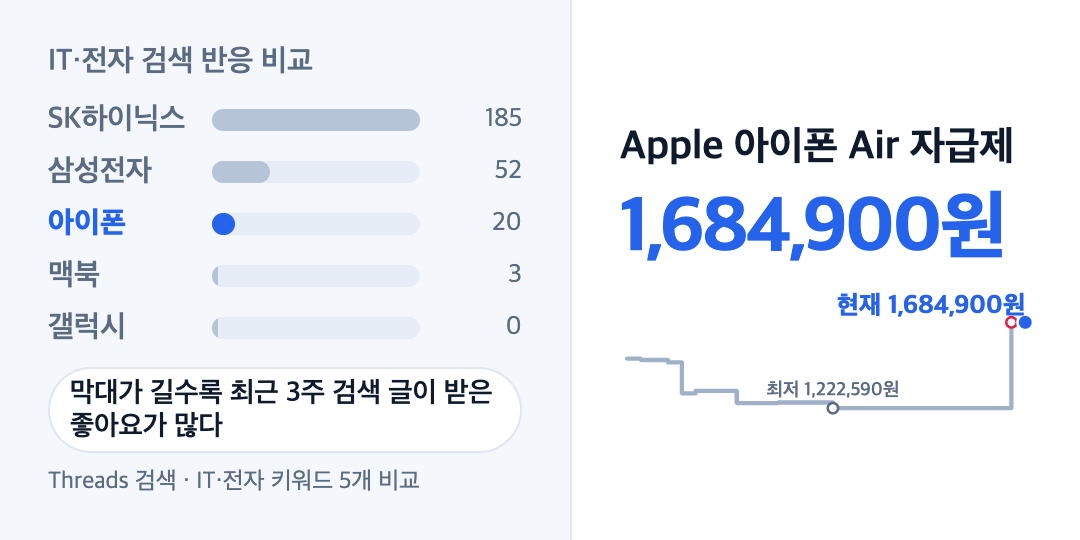 IT·전자 검색 반응 비교
SK하이닉스 185
삼성전자 52
아이폰 20
맥북 3
갤럭시 0
막대가 길수록 최근 3주 검색 글이 받은
좋아요가 많다
Threads 검색 · IT·전자 키워드 5개 비교
Apple 아이폰 Air 자급제
1,684,900원
현재 1,684,900원
최저 1,222,590원